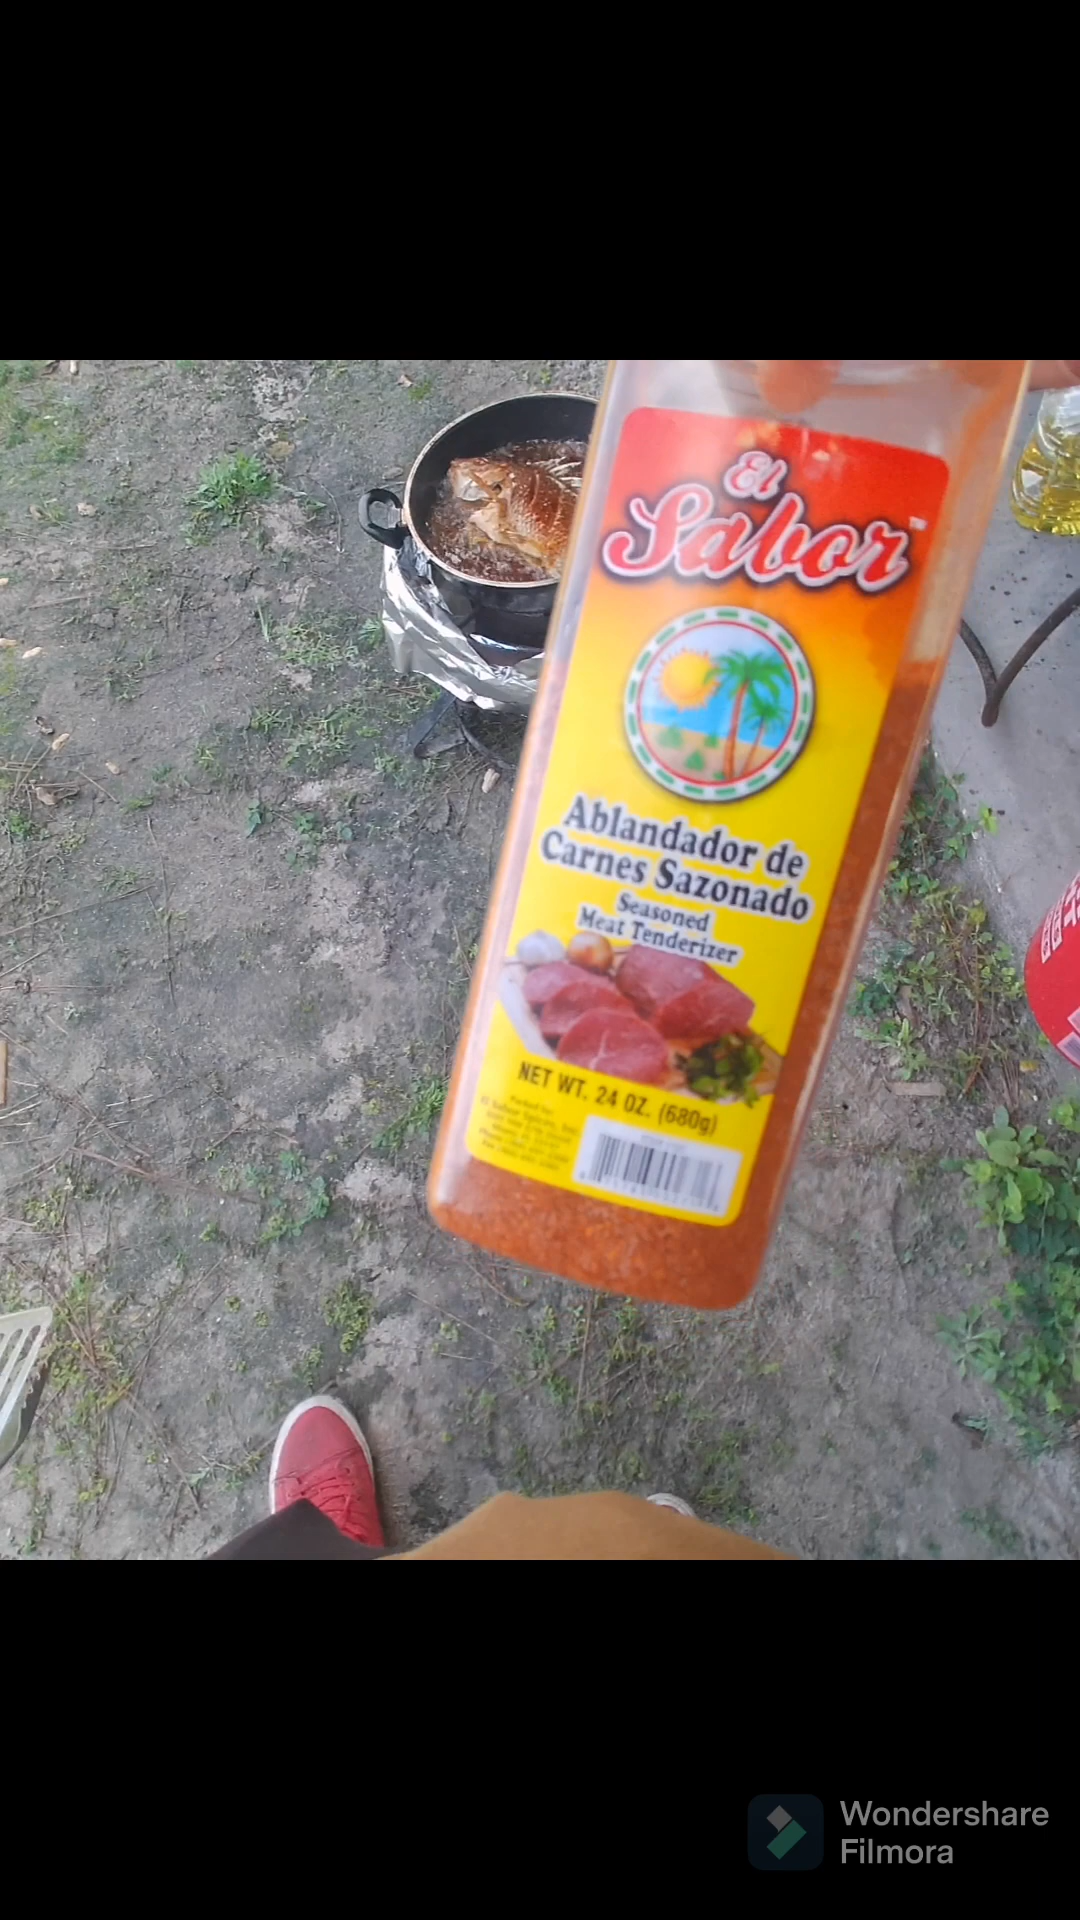 El
Sabor
Ablandador de
Carnes Sazonado
Seasoned
Meat Tenderizer
NET WT. 24 OZ. (680g)
Wondershare
Filmora